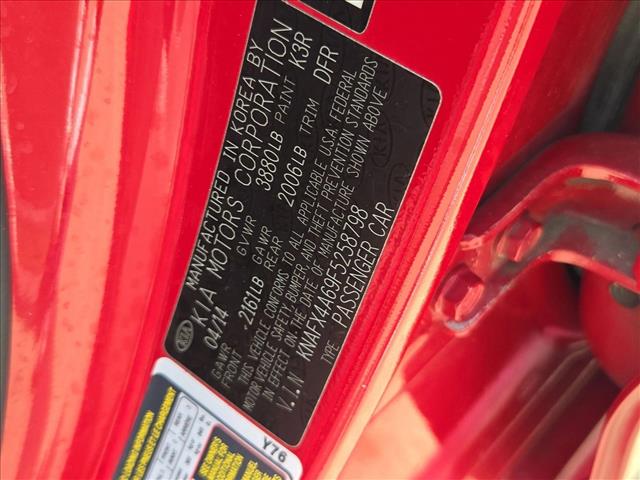 KIA
MANUFACTURED IN KOREA BY
KIA MOTORS CORPORATION
04/14 GVWR 3880LB PAINT K3R
GAWR 2161LB GAWR REAR 2006LB TRIM DFR
THIS VEHICLE CONFORMS TO ALL APPLICABLE U.S.A. FEDERAL
MOTOR VEHICLE SAFETY, BUMPER, AND THEFT PREVENTION STANDARDS
IN EFFECT ON THE DATE OF MANUFACTURE SHOWN ABOVE
V.I.N KNAFX4A69E5258798
TYPE PASSENGER CAR
Y76